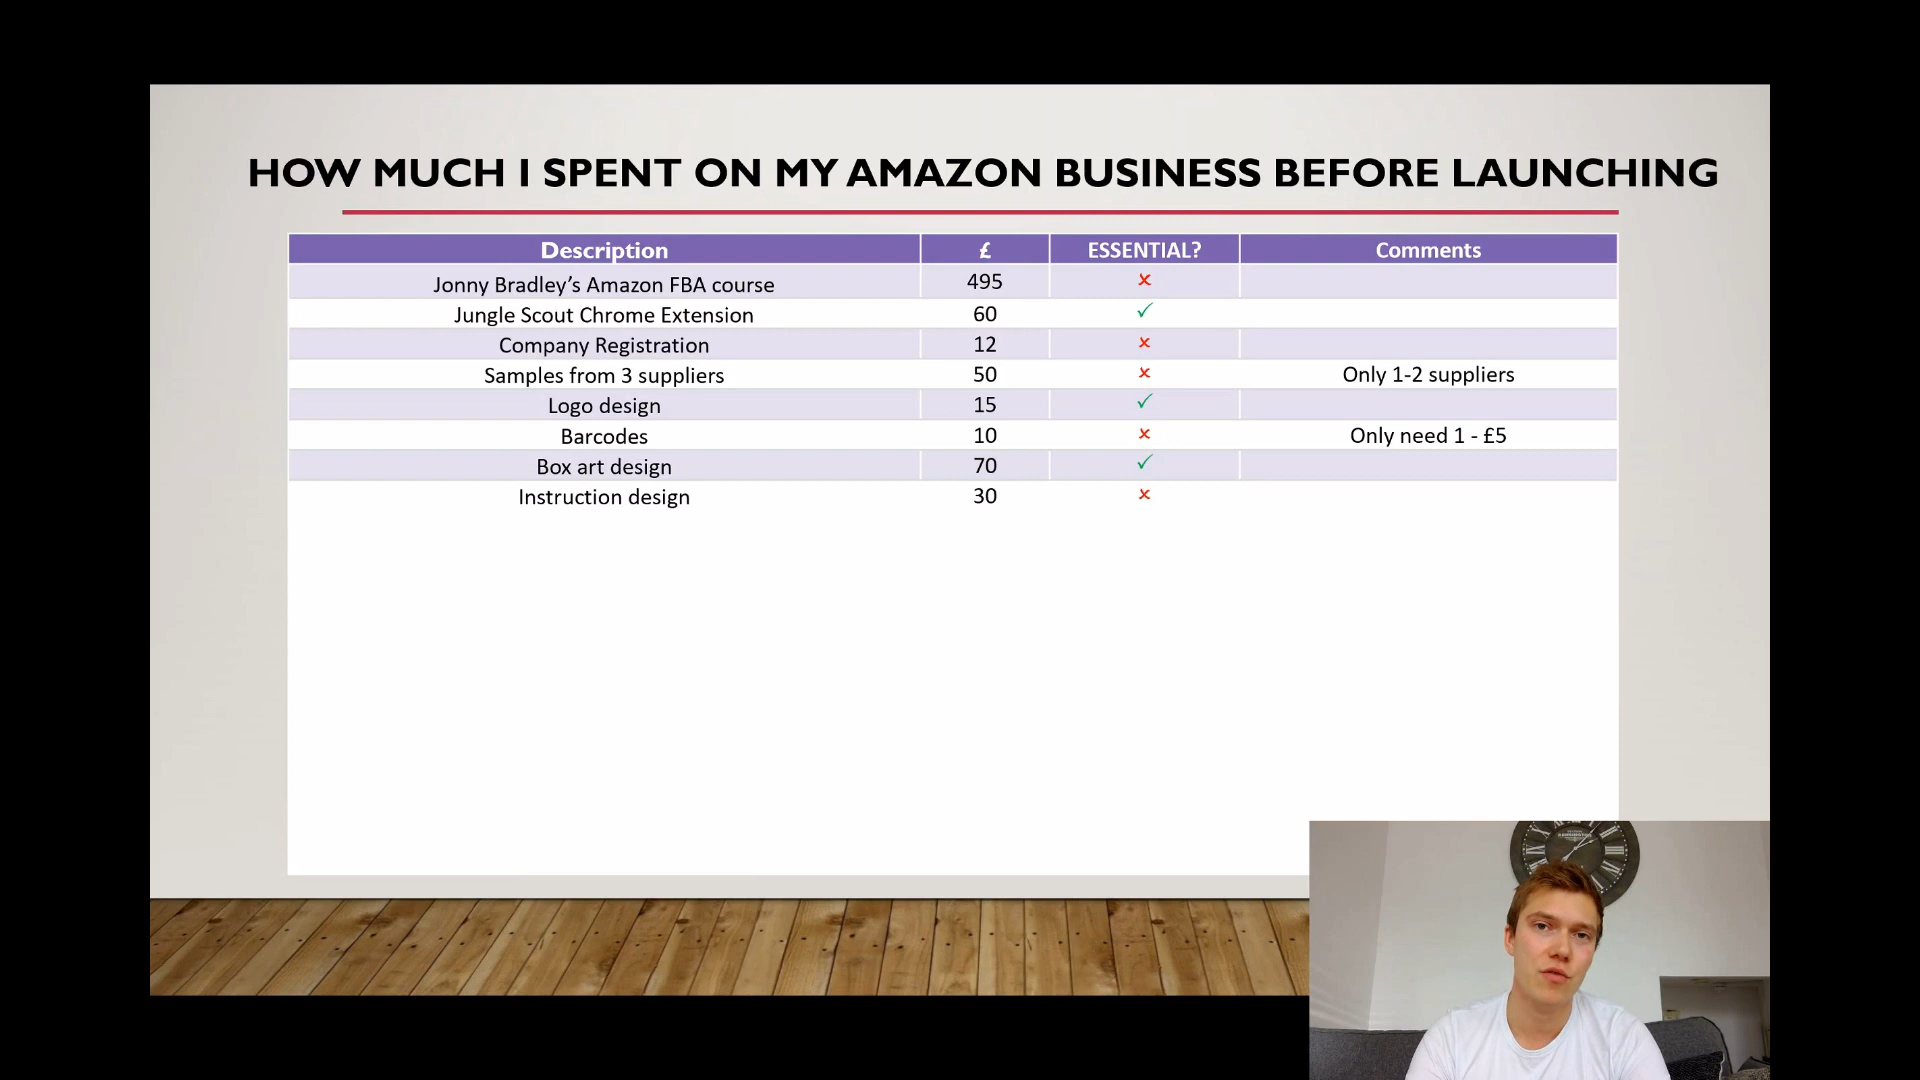 HOW MUCH I SPENT ON MY AMAZON BUSINESS BEFORE LAUNCHING
Description £ ESSENTIAL? Comments
Jonny Bradley’s Amazon FBA course 495 ✗
Jungle Scout Chrome Extension 60 ✓
Company Registration 12 ✗
Samples from 3 suppliers 50 ✗ Only 1-2 suppliers
Logo design 15 ✓
Barcodes 10 ✗ Only need 1 - £5
Box art design 70 ✓
Instruction design 30 ✗